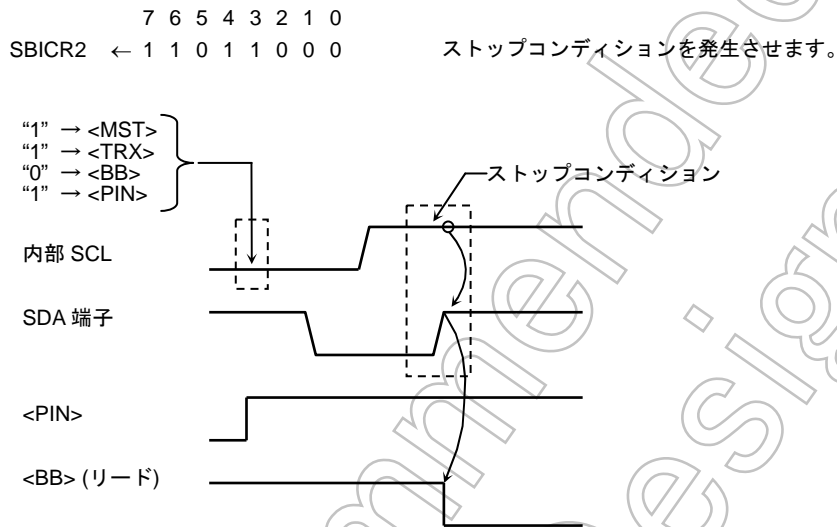 7 6 5 4 3 2 1 0
SBICR2 ← 1 1 0 1 1 0 0 0 ストップコンディションを発生させます。
“1” → <MST>
“1” → <TRX>
“0” → <BB>
“1” → <PIN>
ストップコンディション
内部 SCL
SDA 端子
<PIN>
<BB> (リード)